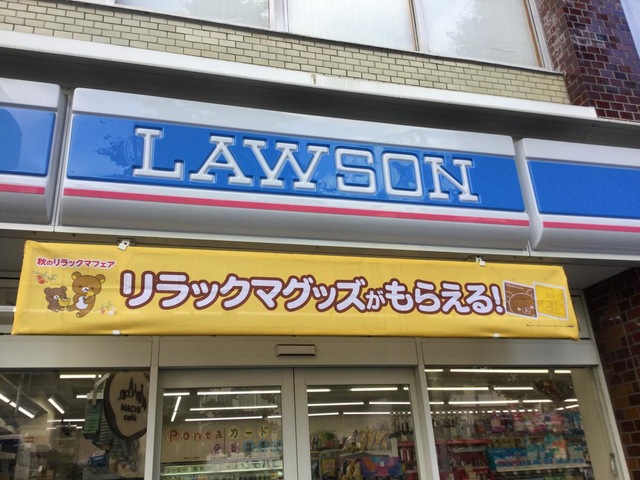 LAWSON
秋のリラックマフェア
リラックマグッズがもらえる!
MACHI
café
Pontaカード